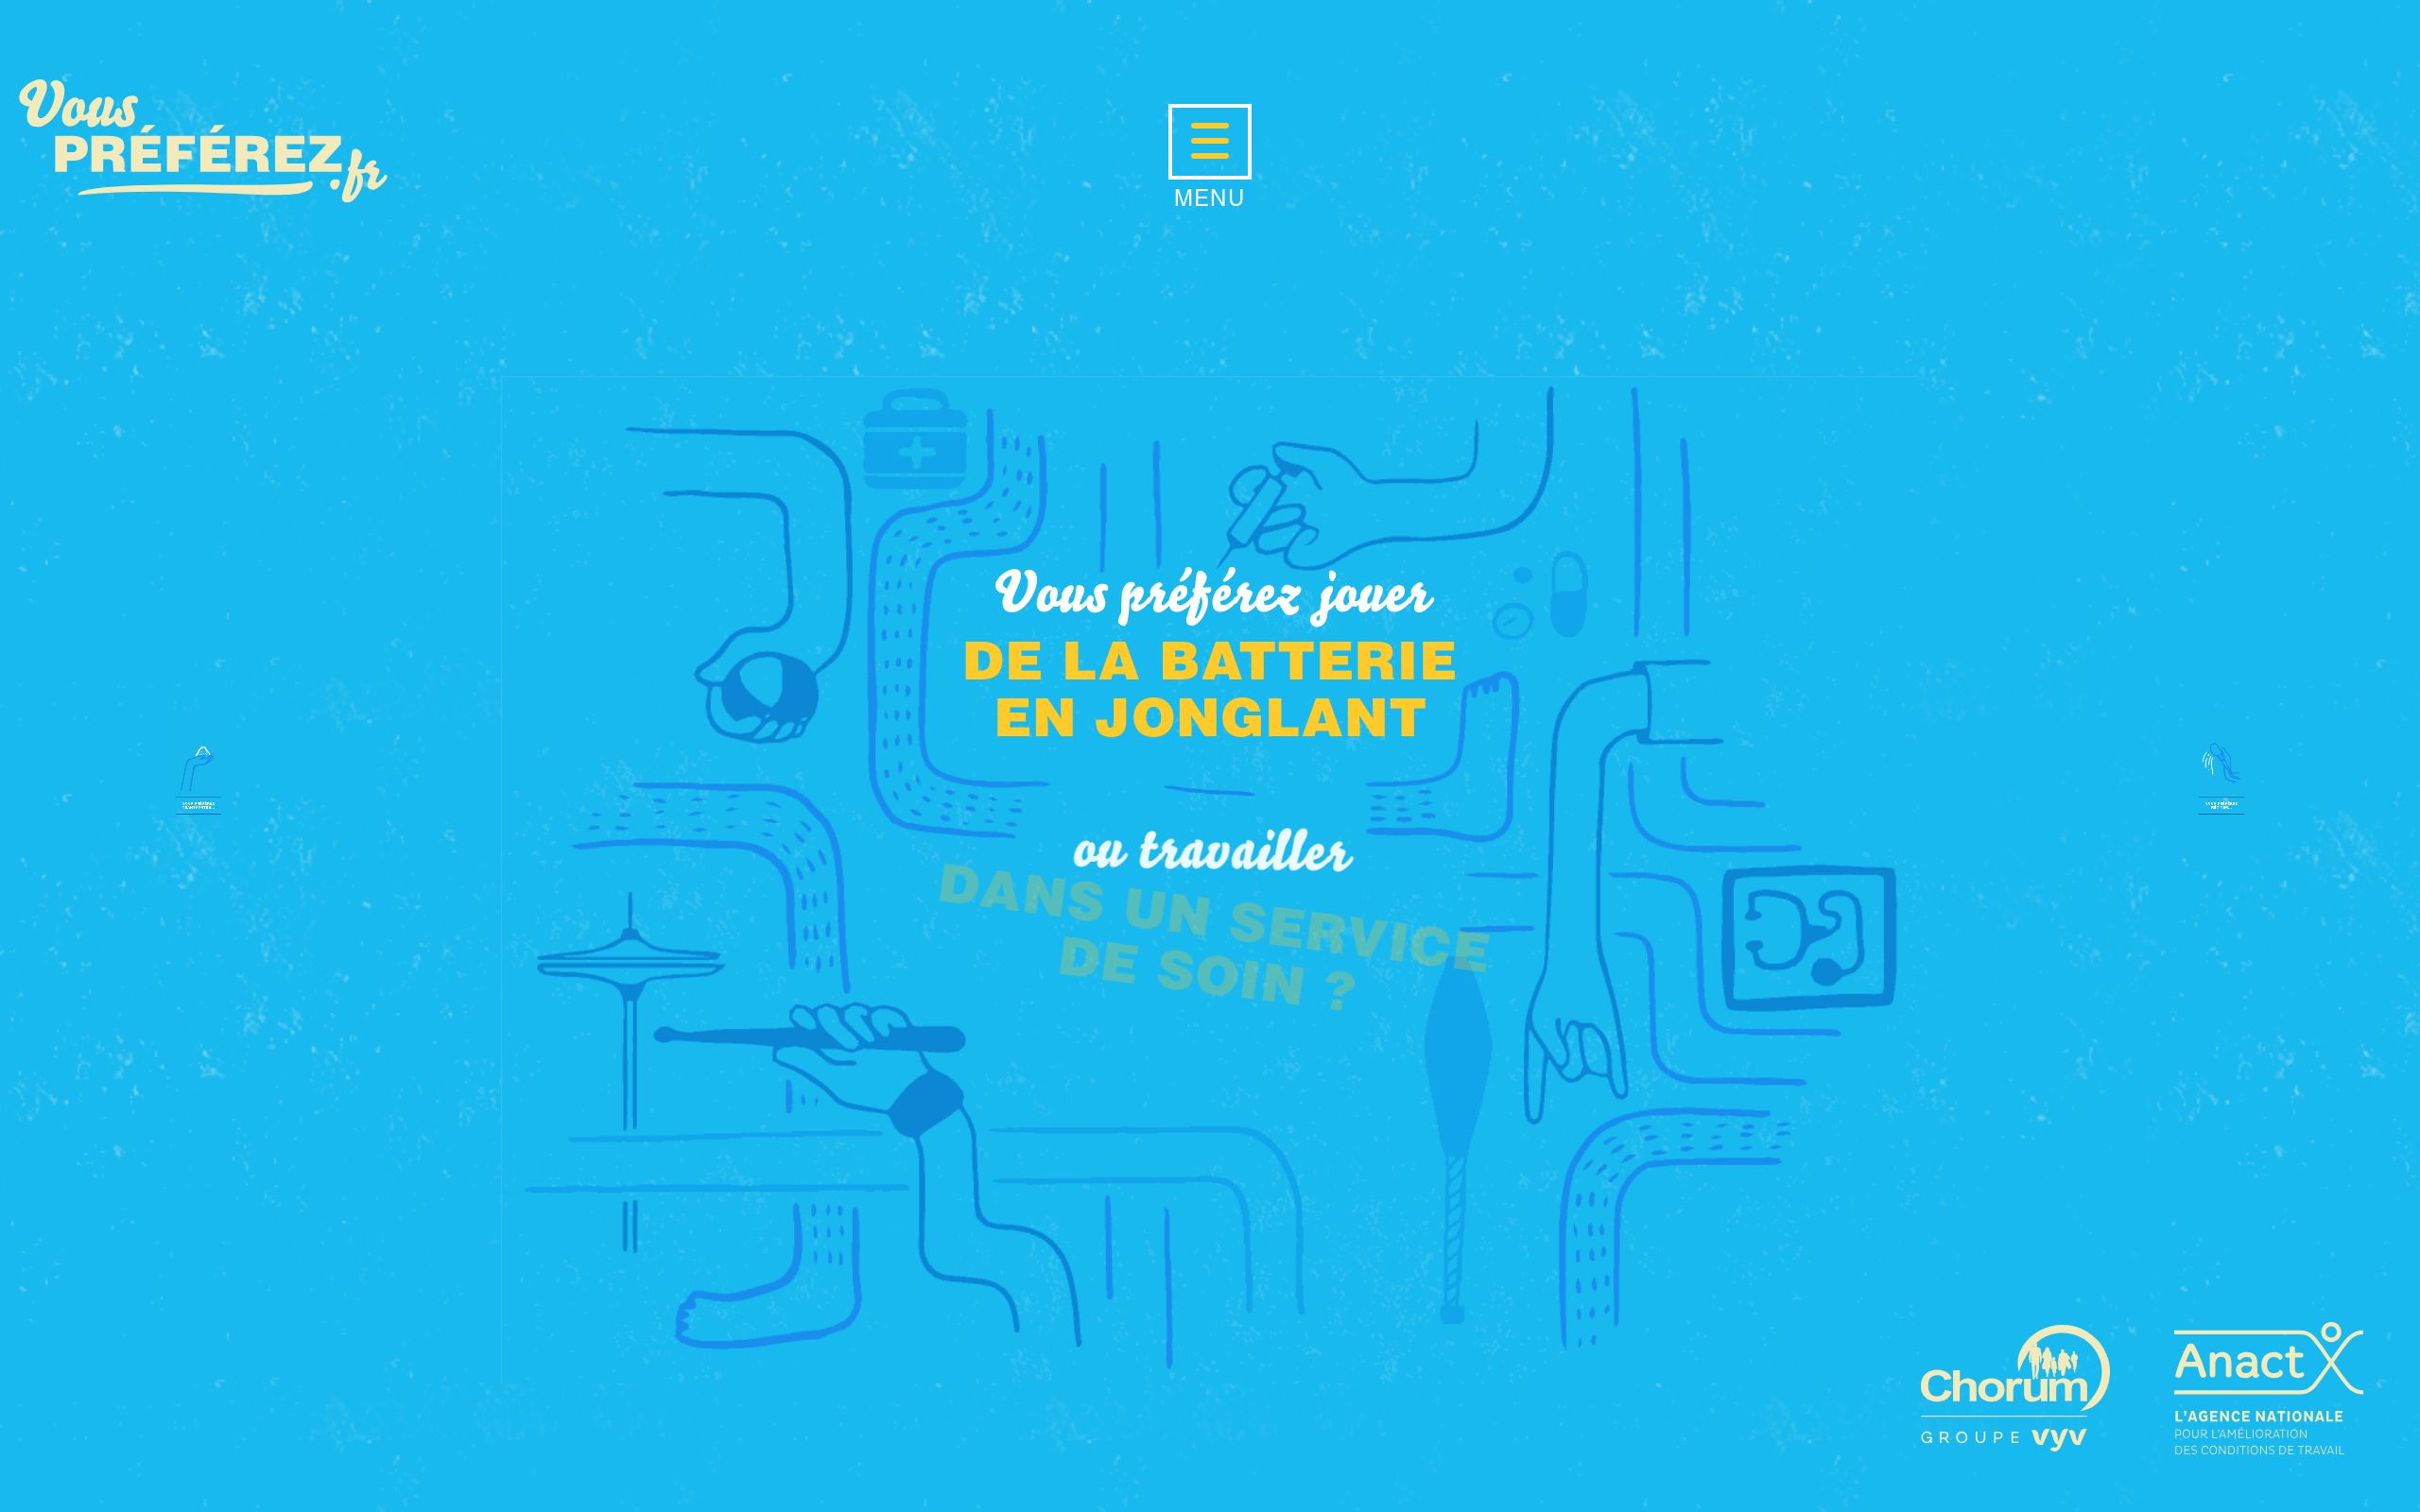 Vous
PRÉFÉREZ.fr
MENU
Vous préférez jouer
DE LA BATTERIE
EN JONGLANT
ou travailler
DANS UN SERVICE
DE SOIN ?
Chorum
GROUPE vyv
Anact
L'AGENCE NATIONALE
POUR L'AMÉLIORATION
DES CONDITIONS DE TRAVAIL